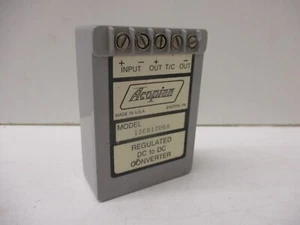 + − + −
INPUT OUT T/C OUT
Acopian
MADE IN U.S.A. EASTON, PA
MODEL
REGULATED
DC to DC
CONVERTER